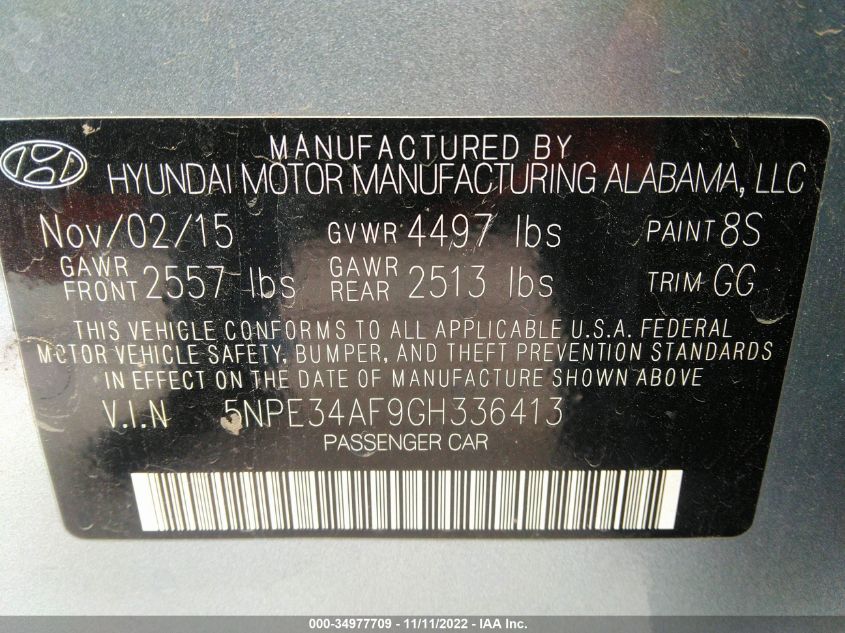 MANUFACTURED BY
HYUNDAI MOTOR MANUFACTURING ALABAMA, LLC
Nov/02/15 GVWR 4497 lbs PAINT 8S
GAWR FRONT 2557 lbs GAWR REAR 2513 lbs TRIM GG
THIS VEHICLE CONFORMS TO ALL APPLICABLE U.S.A. FEDERAL
MOTOR VEHICLE SAFETY, BUMPER, AND THEFT PREVENTION STANDARDS
IN EFFECT ON THE DATE OF MANUFACTURE SHOWN ABOVE.
V.I.N 5NPE34AF9GH336413
PASSENGER CAR
000-34977709 - 11/11/2022 - IAA Inc.